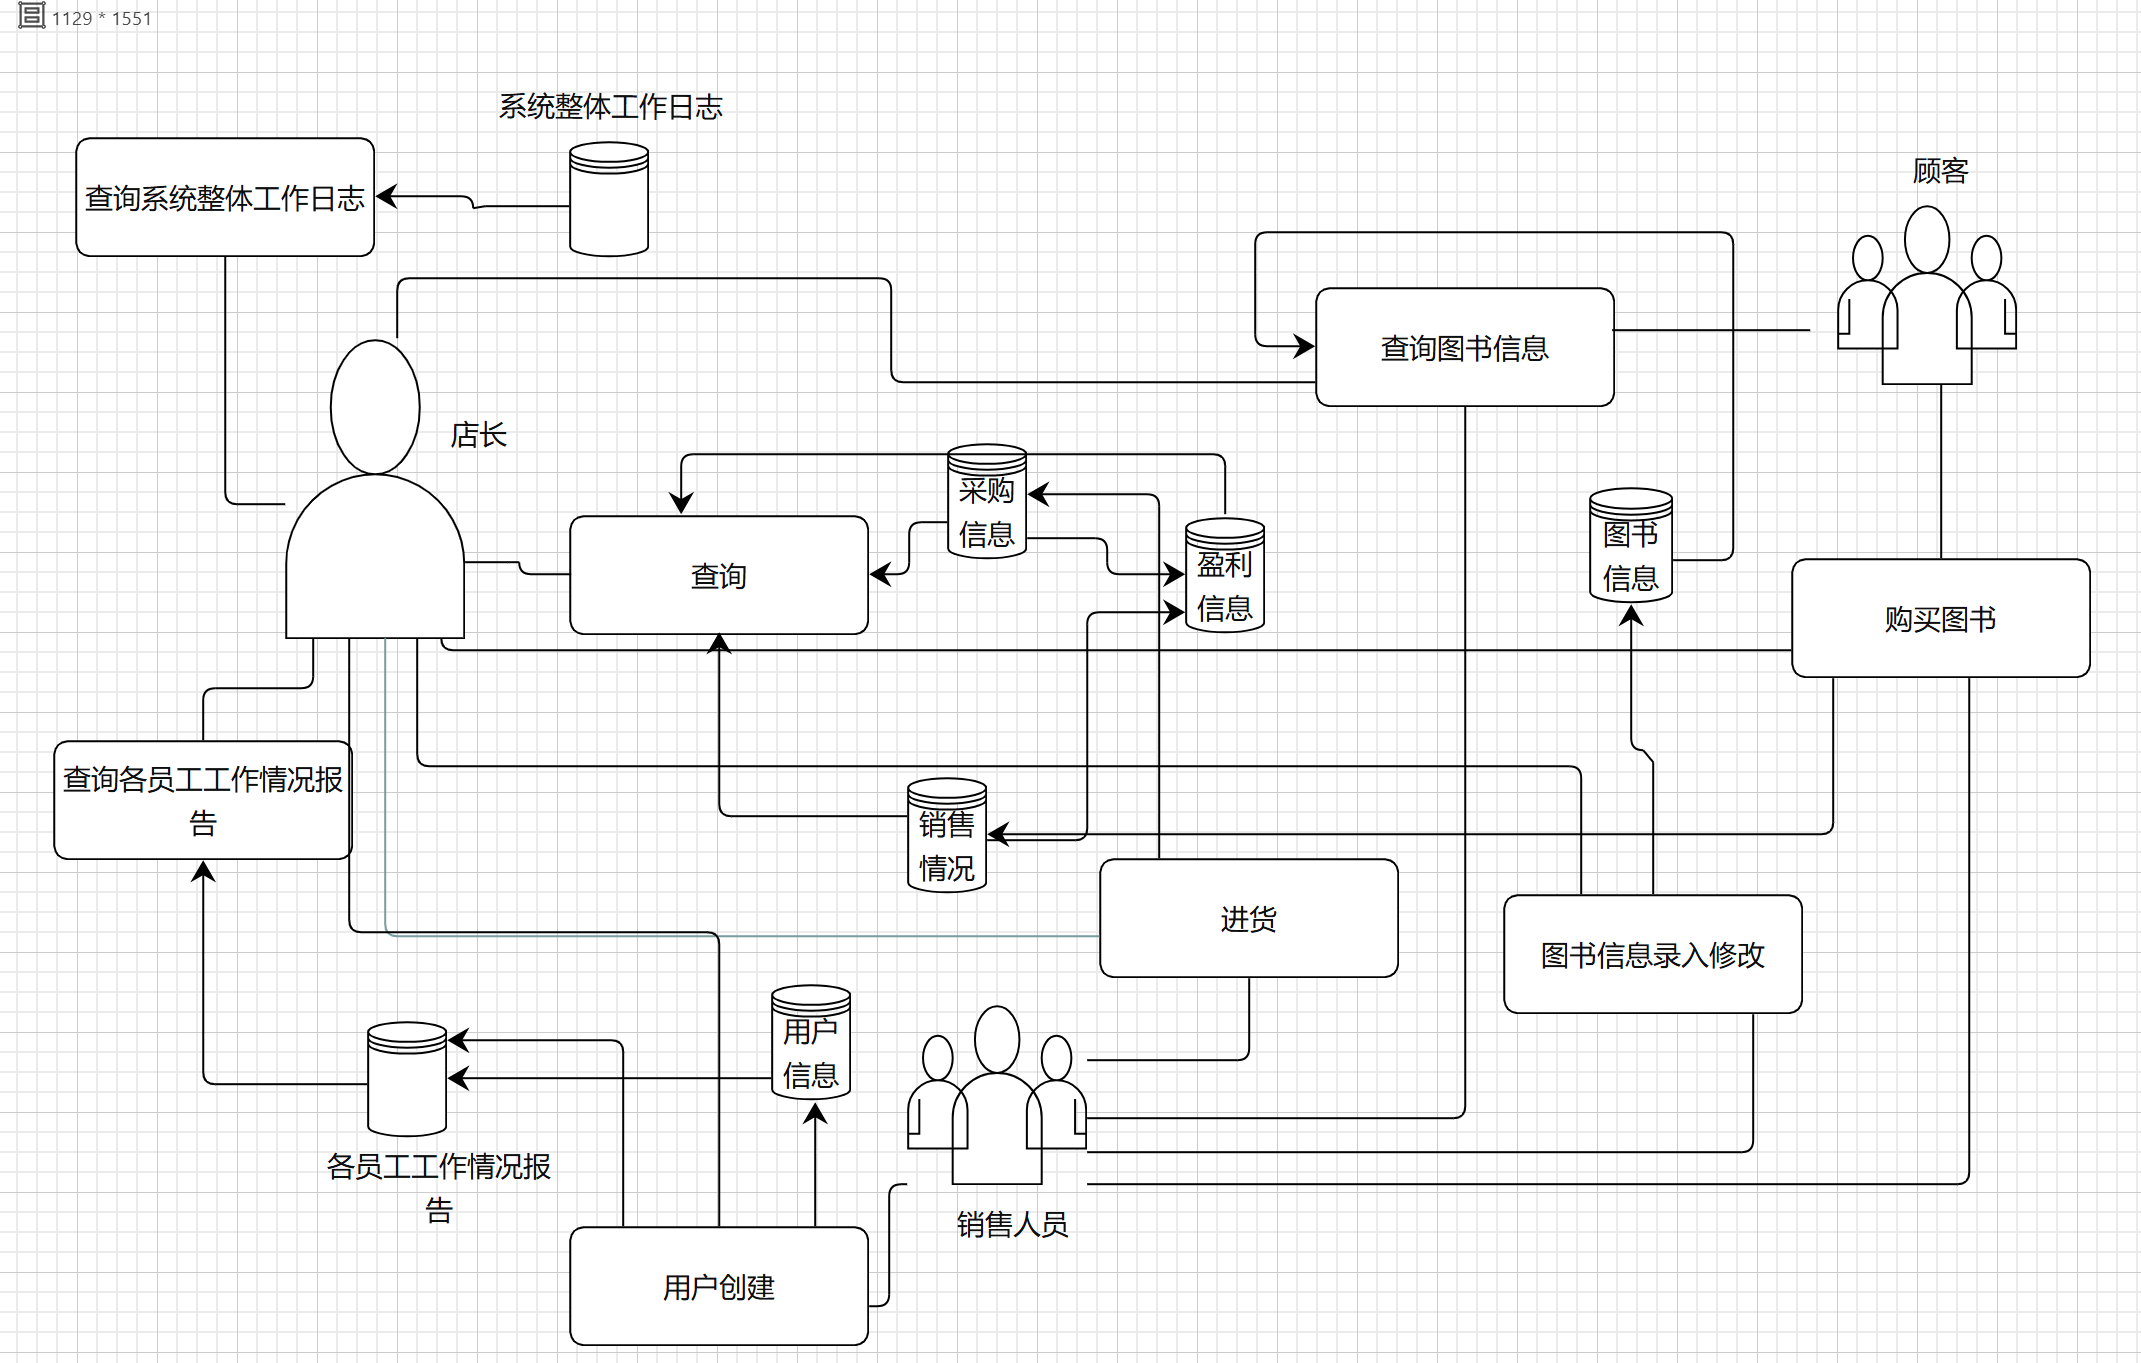 1129 * 1551
系统整体工作日志
查询系统整体工作日志
顾客
查询图书信息
店长
采购
信息
图书
信息
盈利
信息
查询
购买图书
查询各员工工作情况报
告
销售
情况
进货
图书信息录入修改
用户
信息
各员工工作情况报
告
销售人员
用户创建